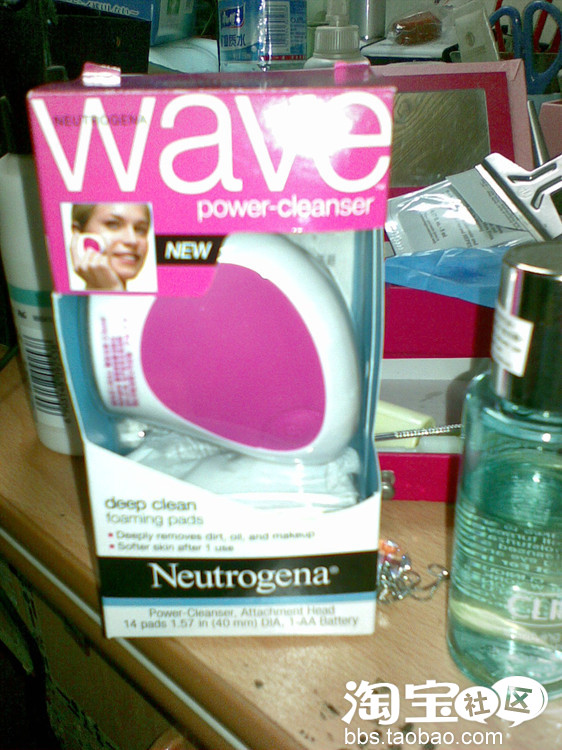 NEUTROGENA
wave
power-cleanser
NEW
deep clean
foaming pads
Deeply removes dirt, oil, and makeup
Softer skin after 1 use
Neutrogena®
Power-Cleanser, Attachment Head
14 pads 1.57 in (40 mm) DIA, 1-AA Battery
淘宝社区
bbs.taobao.com